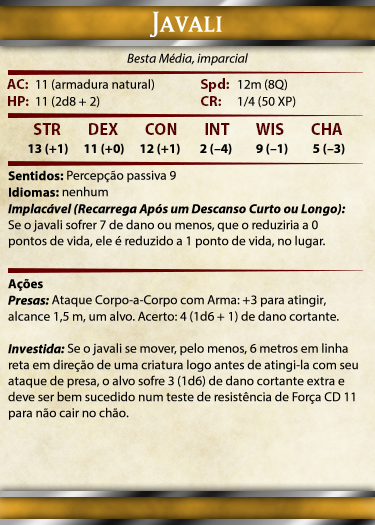 JAVALI
Besta Média, imparcial
AC: 11 (armadura natural) Spd: 12m (8Q)
HP: 11 (2d8 + 2) CR: 1/4 (50 XP)
STR DEX CON INT WIS CHA
13 (+1) 11 (+0) 12 (+1) 2 (–4) 9 (–1) 5 (–3)
Sentidos: Percepção passiva 9
Idiomas: nenhum
Implacável (Recarrega Após um Descanso Curto ou Longo):
Se o javali sofrer 7 de dano ou menos, que o reduziria a 0
pontos de vida, ele é reduzido a 1 ponto de vida, no lugar.
Ações
Presas: Ataque Corpo-a-Corpo com Arma: +3 para atingir,
alcance 1,5 m, um alvo. Acerto: 4 (1d6 + 1) de dano cortante.
Investida: Se o javali se mover, pelo menos, 6 metros em linha
reta em direção de uma criatura logo antes de atingi-la com seu
ataque de presa, o alvo sofre 3 (1d6) de dano cortante extra e
deve ser bem sucedido num teste de resistência de Força CD 11
para não cair no chão.